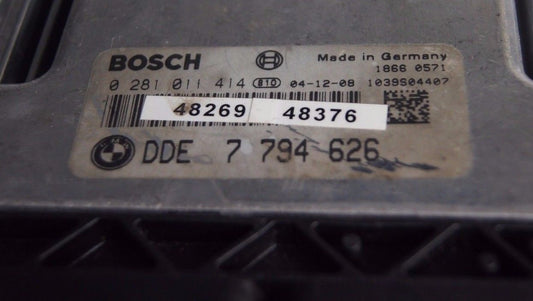 BOSCH Made in Germany
1866 0571
0 281 011 414 B10 04-12-08 1039S04407
48269 48376
DDE 7 794 626